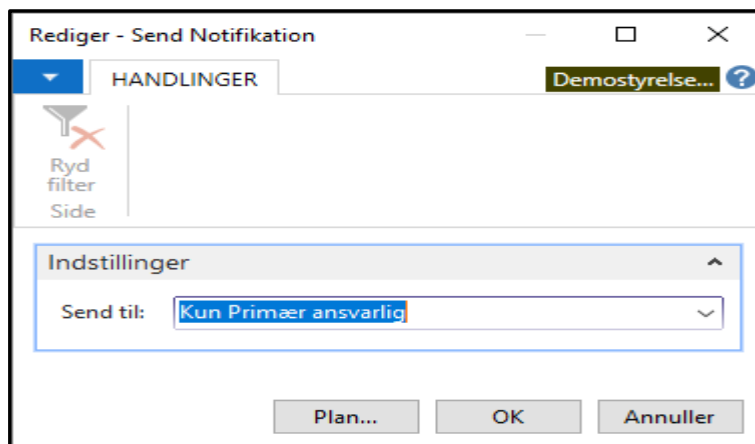 Rediger - Send Notifikation
HANDLINGER
Demostyrelse...
?
Ryd
filter
Side
Indstillinger
Send til:
Kun Primær ansvarlig
Plan...
OK
Annuller